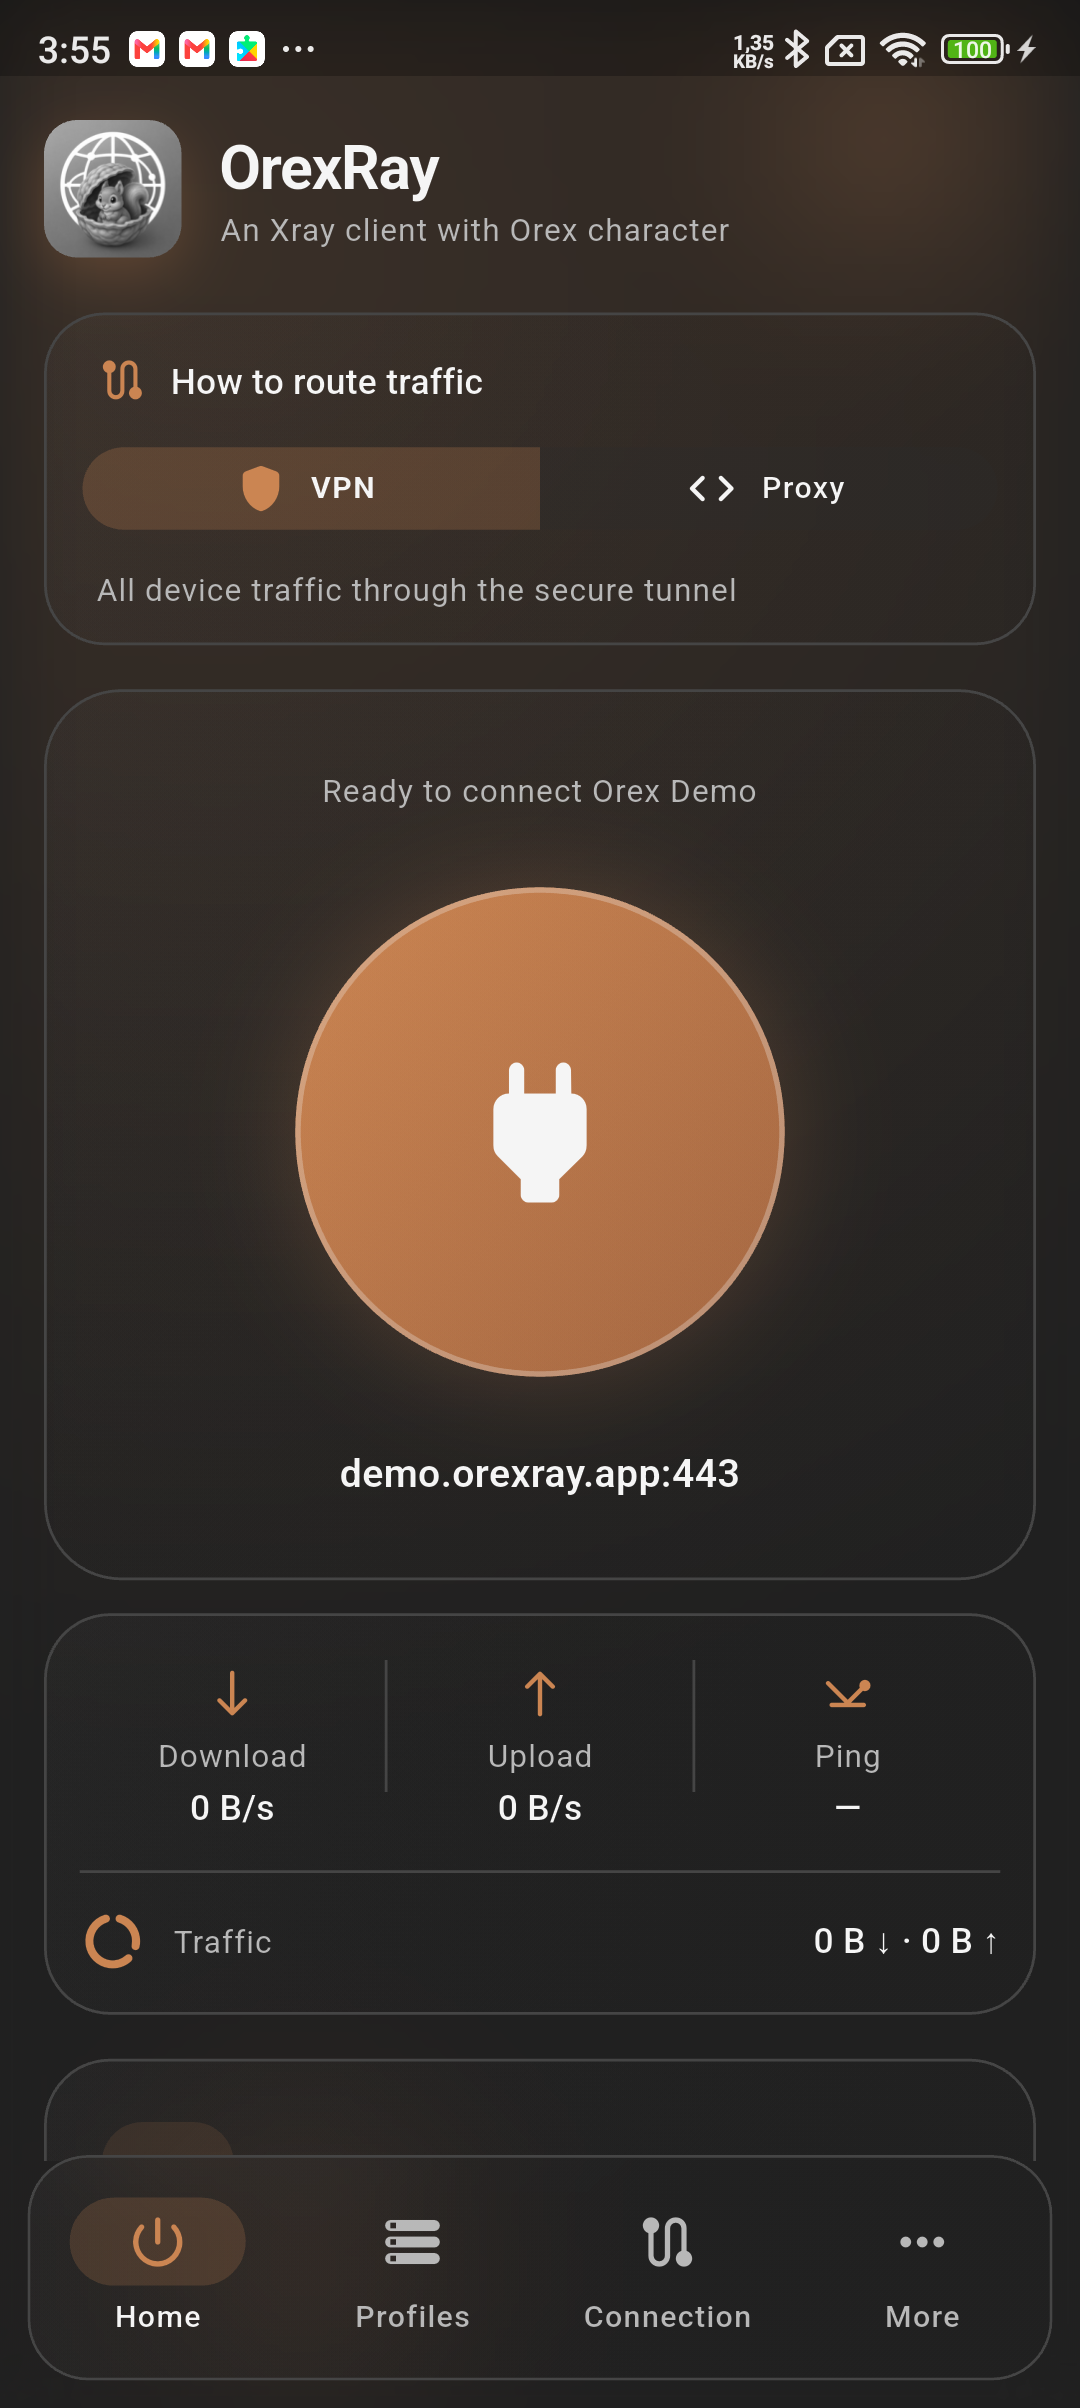 3:55
1,35
KB/s
100
OrexRay
An Xray client with Orex character
How to route traffic
VPN
Proxy
All device traffic through the secure tunnel
Ready to connect Orex Demo
demo.orexray.app:443
Download
Upload
Ping
0 B/s
0 B/s
—
Traffic
0 B ↓ · 0 B ↑
Home
Profiles
Connection
More